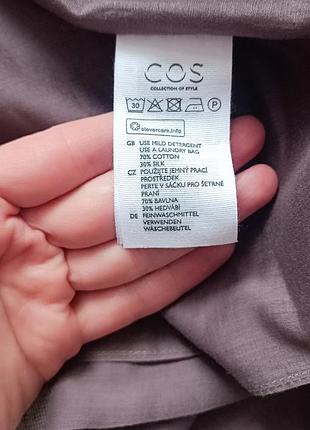 COS
COLLECTION OF STYLE
30
P
clevercare.info
GB USE MILD DETERGENT
USE A LAUNDRY BAG
70% COTTON
30% SILK
CZ POUŽIJTE JEMNÝ PRACÍ
PROSTŘEDEK
PERTE V SÁČKU PRO ŠETRNÉ
PRANÍ
70% BAVLNA
30% HEDVÁBÍ
DE FEINWASCHMITTEL
VERWENDEN
WÄSCHEBEUTEL